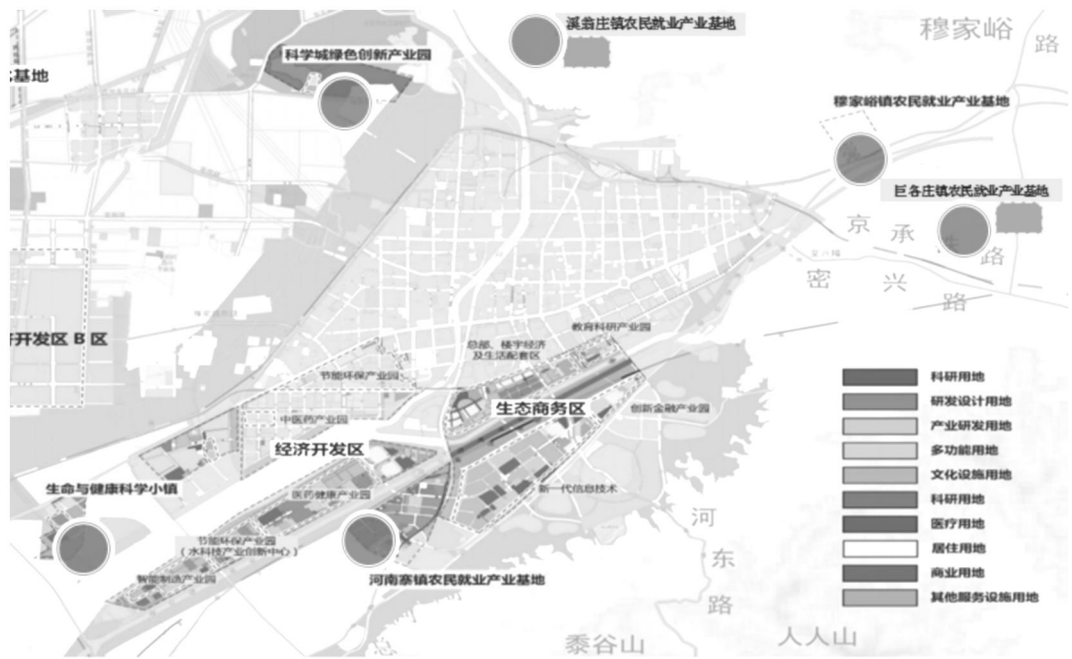 溪翁庄镇农民就业产业基地
穆家峪
路
科学城绿色创新产业园
基地
穆家峪镇农民就业产业基地
巨各庄镇农民就业产业基地
京承
路
密兴
路
开发区 B 区
教育科研产业园
总部、楼宇经济
及生活配套区
节能环保产业园
中医药产业园
生态商务区
创新金融产业园
经济开发区
生命与健康科学小镇
医药健康产业园
新一代信息技术
节能环保产业园
（水科技产业创新中心）
智能制造产业园
河南寨镇农民就业产业基地
河
东
路
黍谷山
人人山
科研用地
研发设计用地
产业研发用地
多功能用地
文化设施用地
科研用地
医疗用地
居住用地
商业用地
其他服务设施用地